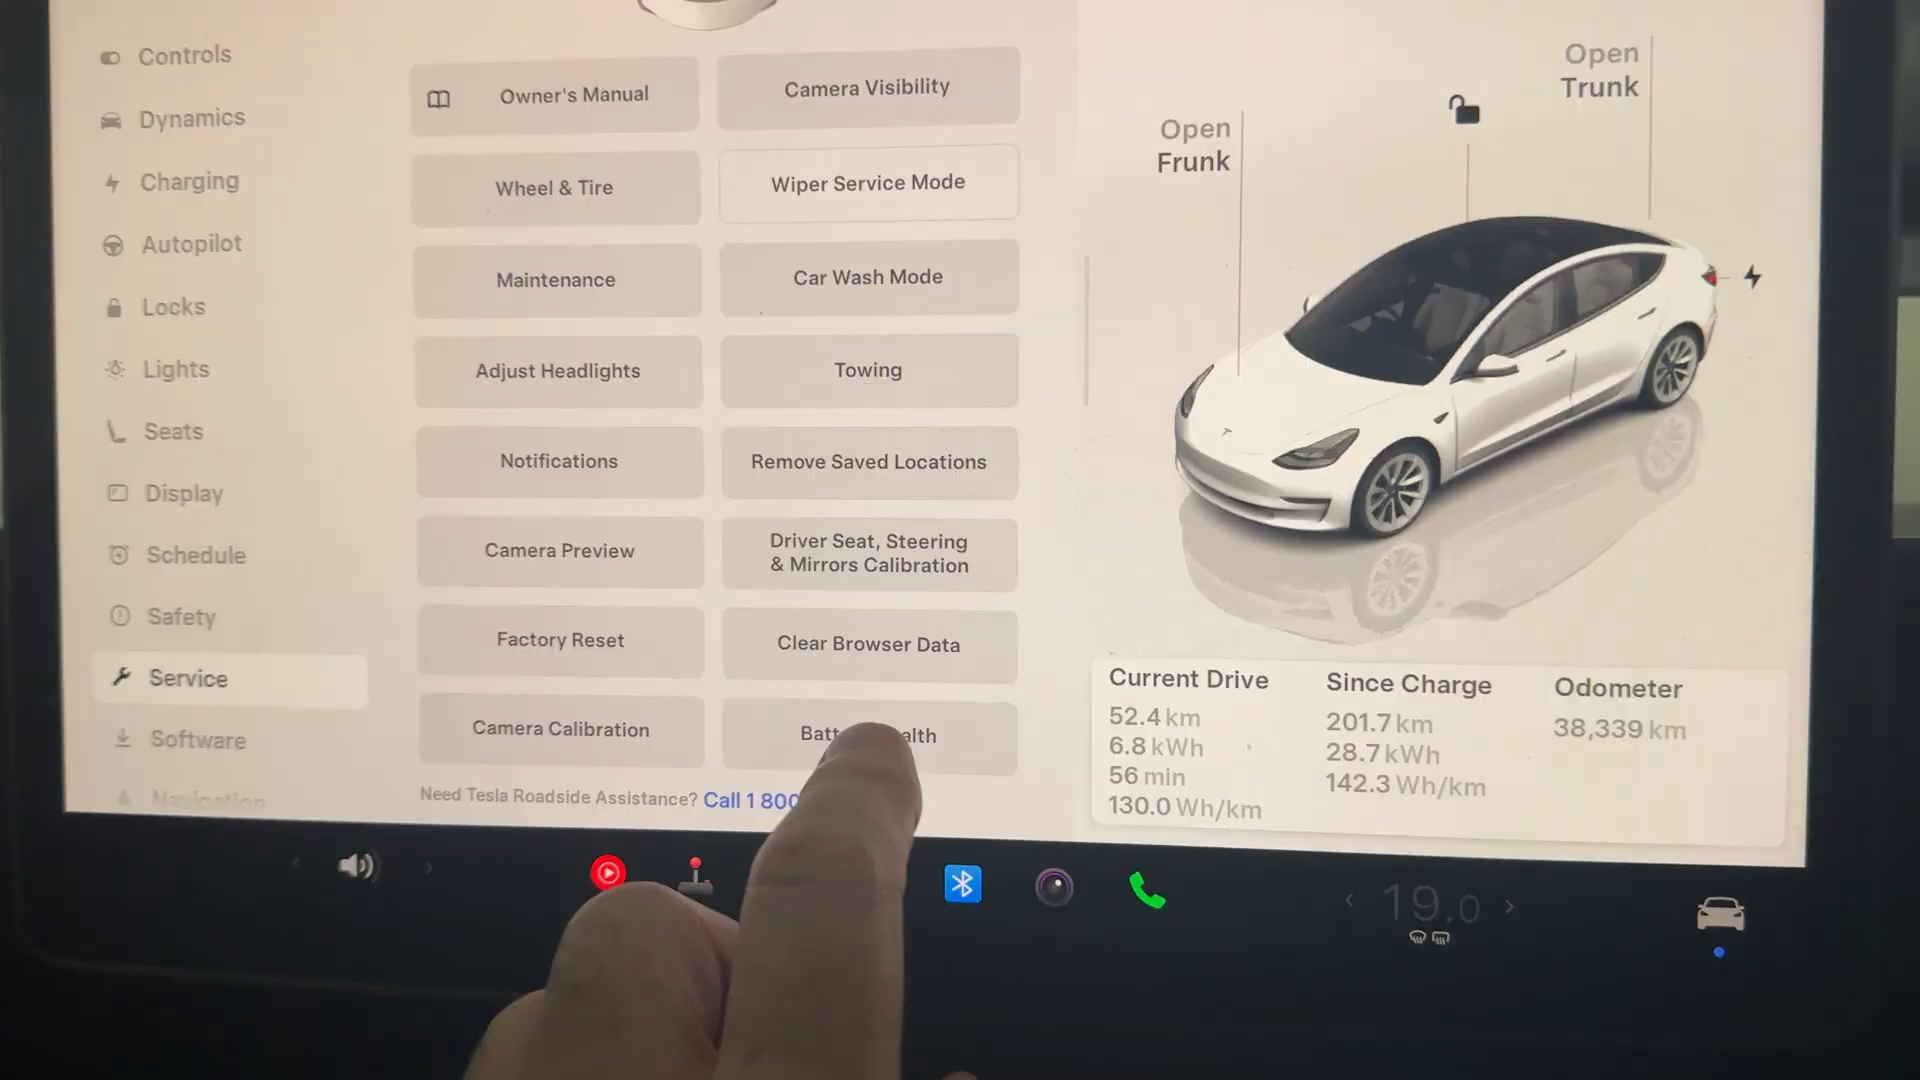 Controls
Dynamics
Charging
Autopilot
Locks
Lights
Seats
Display
Schedule
Safety
Service
Software
Navigation
Owner's Manual
Camera Visibility
Wheel & Tire
Wiper Service Mode
Maintenance
Car Wash Mode
Adjust Headlights
Towing
Notifications
Remove Saved Locations
Camera Preview
Driver Seat, Steering
& Mirrors Calibration
Factory Reset
Clear Browser Data
Camera Calibration
Batt alth
Need Tesla Roadside Assistance? Call 1 800
Open
Frunk
Open
Trunk
Current Drive
52.4 km
6.8 kWh
56 min
130.0 Wh/km
Since Charge
201.7 km
28.7 kWh
142.3 Wh/km
Odometer
38,339 km
19.0